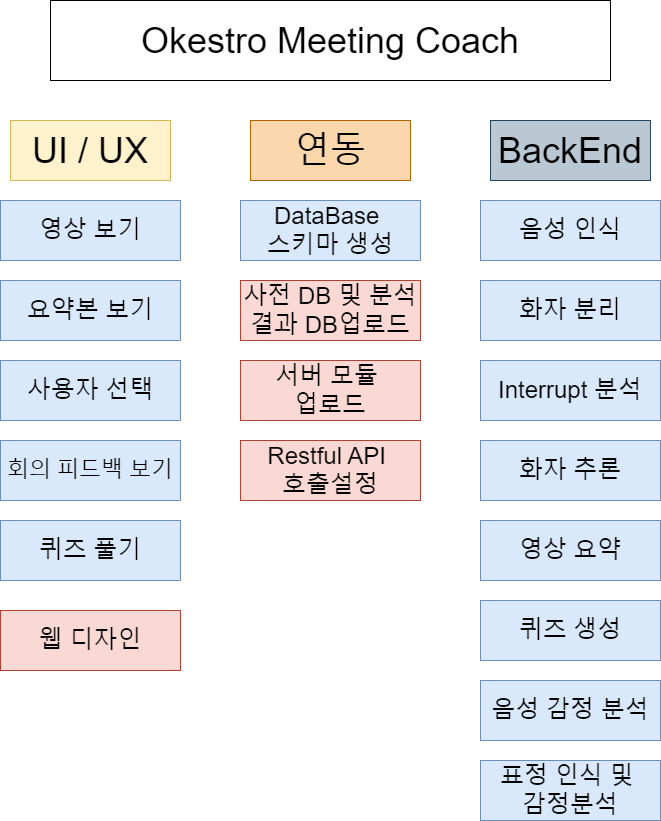 Okestro Meeting Coach
UI / UX
연동
BackEnd
영상 보기
DataBase
스키마 생성
음성 인식
요약본 보기
사전 DB 및 분석
결과 DB업로드
화자 분리
사용자 선택
서버 모듈
업로드
Interrupt 분석
회의 피드백 보기
Restful API
호출설정
화자 추론
퀴즈 풀기
영상 요약
웹 디자인
퀴즈 생성
음성 감정 분석
표정 인식 및
감정분석